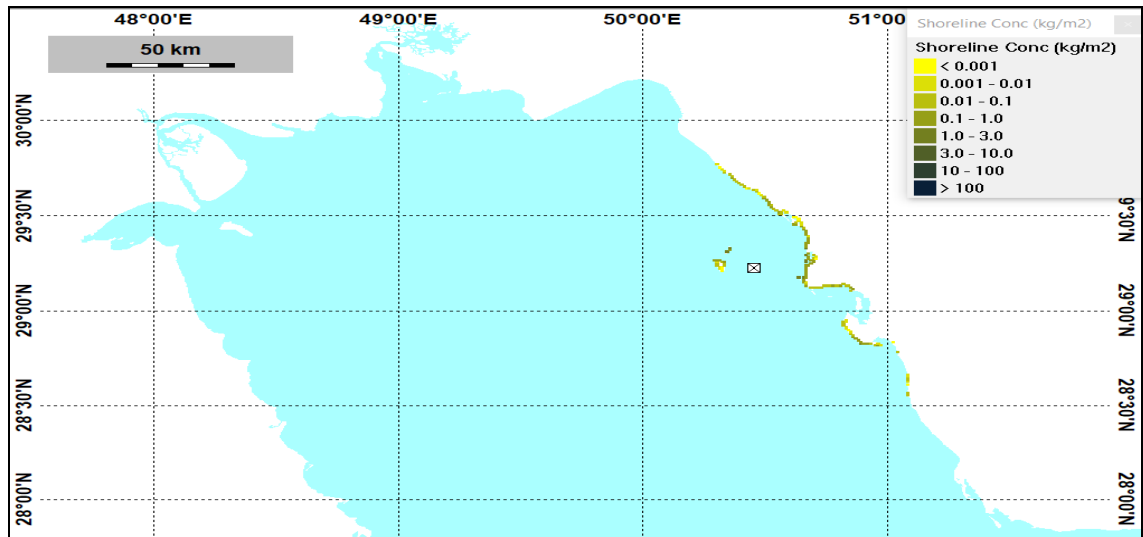 48°00'E 49°00'E 50°00'E 51°00
Shoreline Conc (kg/m2)
50 km
Shoreline Conc (kg/m2)
< 0.001
0.001 - 0.01
0.01 - 0.1
0.1 - 1.0
1.0 - 3.0
3.0 - 10.0
10 - 100
> 100
30°00'N
29°30'N 9°30'N
29°00'N 29°00'N
28°30'N 28°30'N
28°00'N 28°00'N